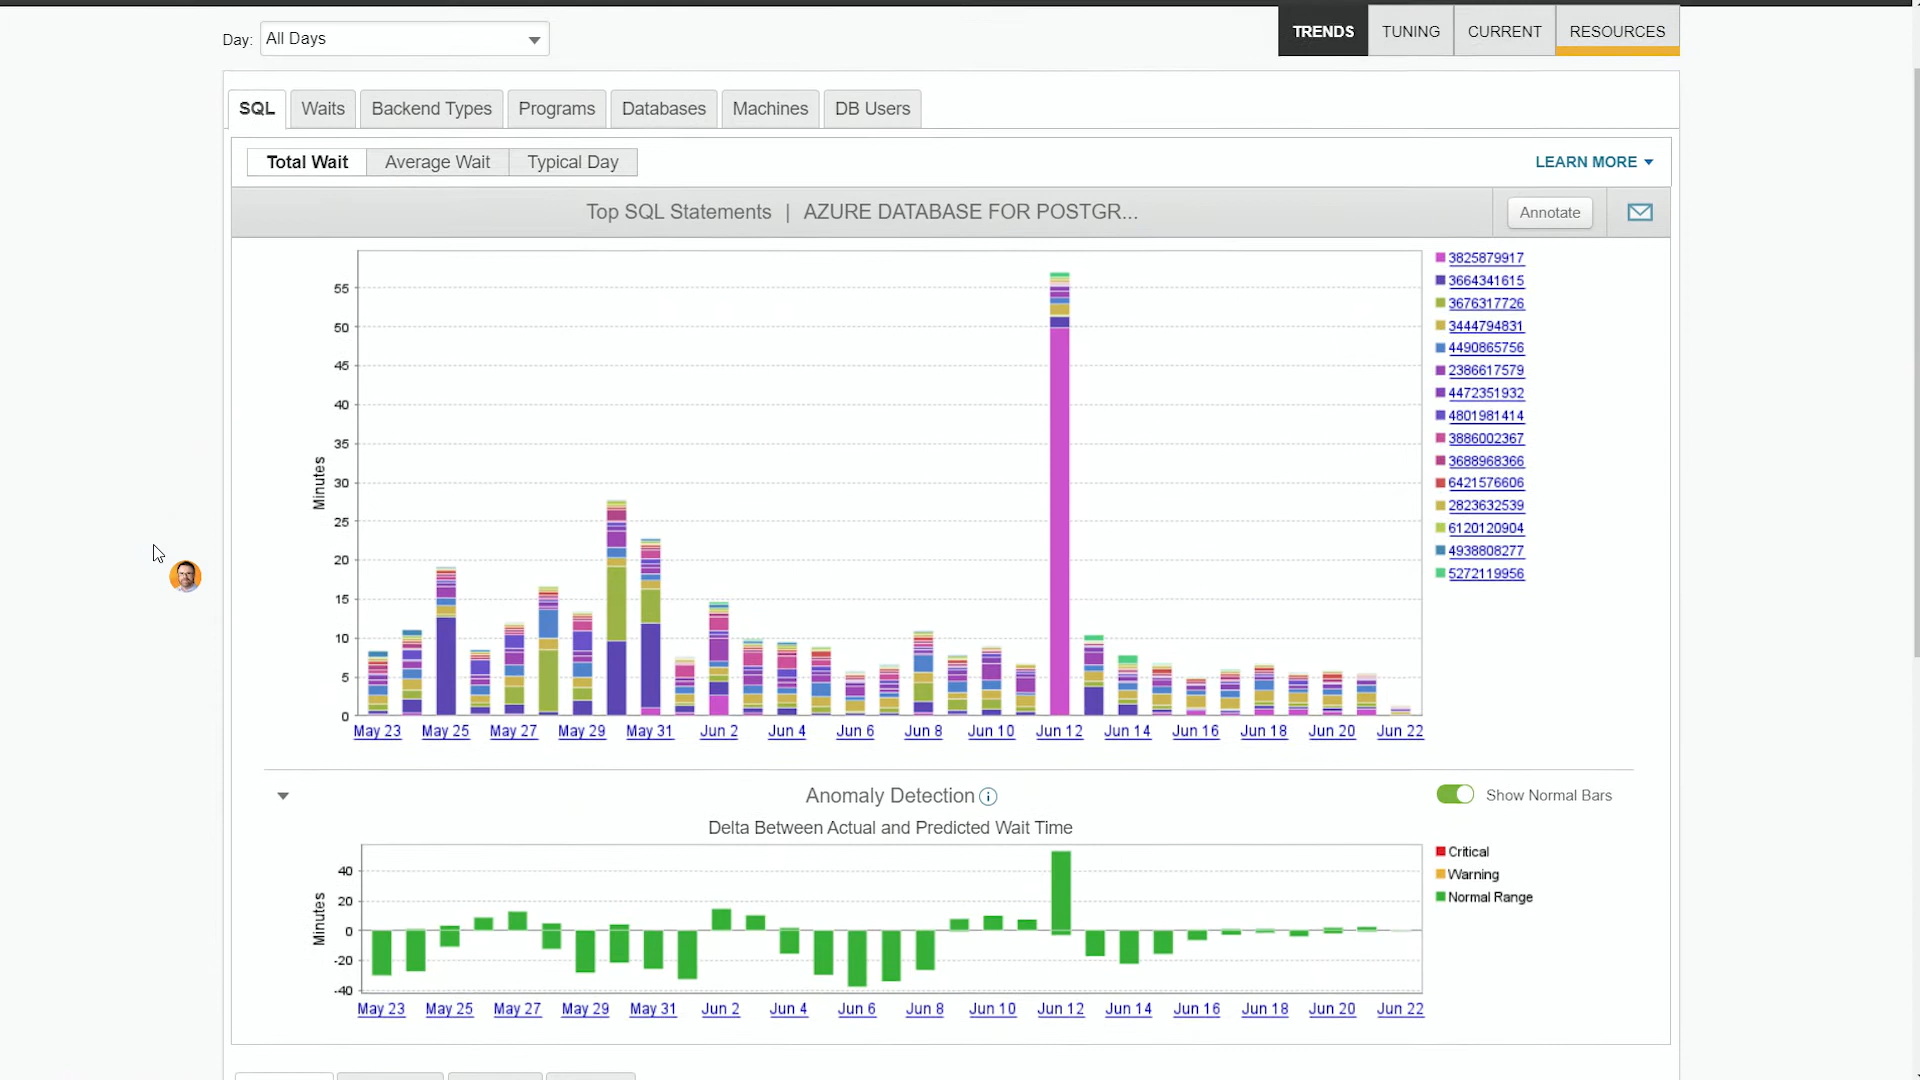 Day: All Days
TRENDS TUNING CURRENT RESOURCES
SQL Waits Backend Types Programs Databases Machines DB Users
Total Wait Average Wait Typical Day
LEARN MORE
Top SQL Statements | AZURE DATABASE FOR POSTGR...
Annotate
55
50
45
40
35
30
25
20
15
10
5
0
Minutes
May 23 May 25 May 27 May 29 May 31 Jun 2 Jun 4 Jun 6 Jun 8 Jun 10 Jun 12 Jun 14 Jun 16 Jun 18 Jun 20 Jun 22
3825879917
3664341615
3676317726
3444794831
4490865756
2386617579
4472351932
4801981414
3886002367
3688968366
6421576606
2823632539
6120120904
4938808277
5272119956
Anomaly Detection
Show Normal Bars
Delta Between Actual and Predicted Wait Time
40
20
0
-20
-40
Minutes
May 23 May 25 May 27 May 29 May 31 Jun 2 Jun 4 Jun 6 Jun 8 Jun 10 Jun 12 Jun 14 Jun 16 Jun 18 Jun 20 Jun 22
Critical
Warning
Normal Range